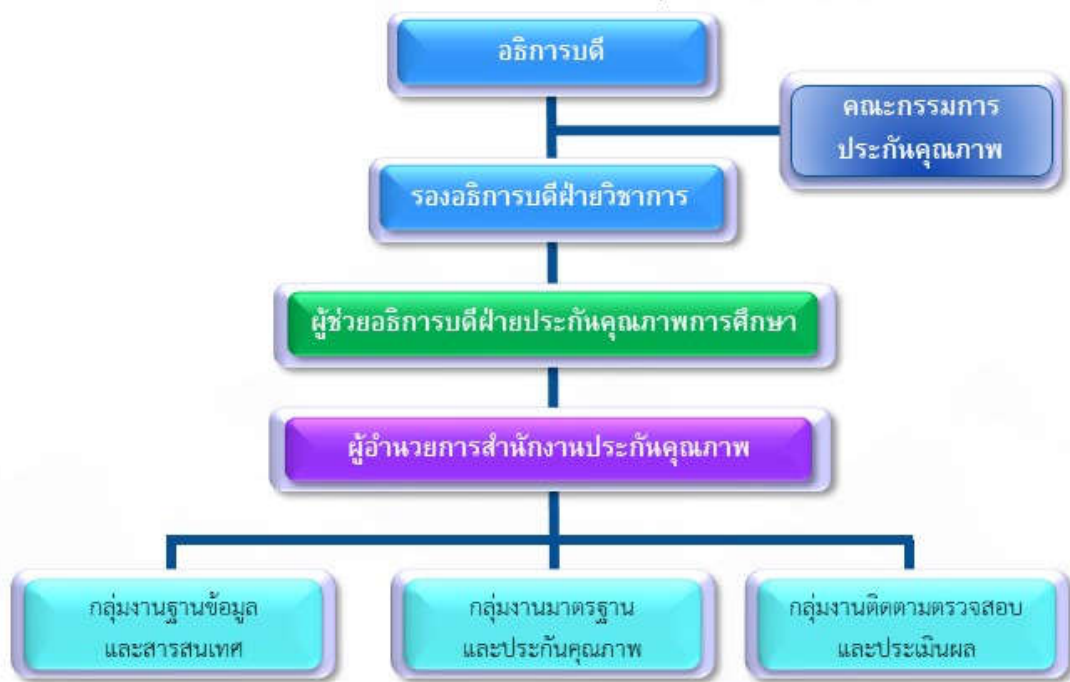 อธิการบดี
คณะกรรมการ
ประกันคุณภาพ
รองอธิการบดีฝ่ายวิชาการ
ผู้ช่วยอธิการบดีฝ่ายประกันคุณภาพการศึกษา
ผู้อำนวยการสำนักงานประกันคุณภาพ
กลุ่มงานฐานข้อมูล
และสารสนเทศ
กลุ่มงานมาตรฐาน
และประกันคุณภาพ
กลุ่มงานติดตามตรวจสอบ
และประเมินผล